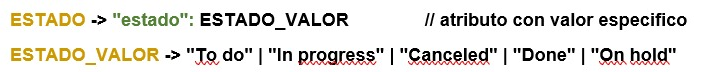 ESTADO -> "estado": ESTADO_VALOR // atributo con valor especifico
ESTADO_VALOR -> "To do" | "In progress" | "Canceled" | "Done" | "On hold"